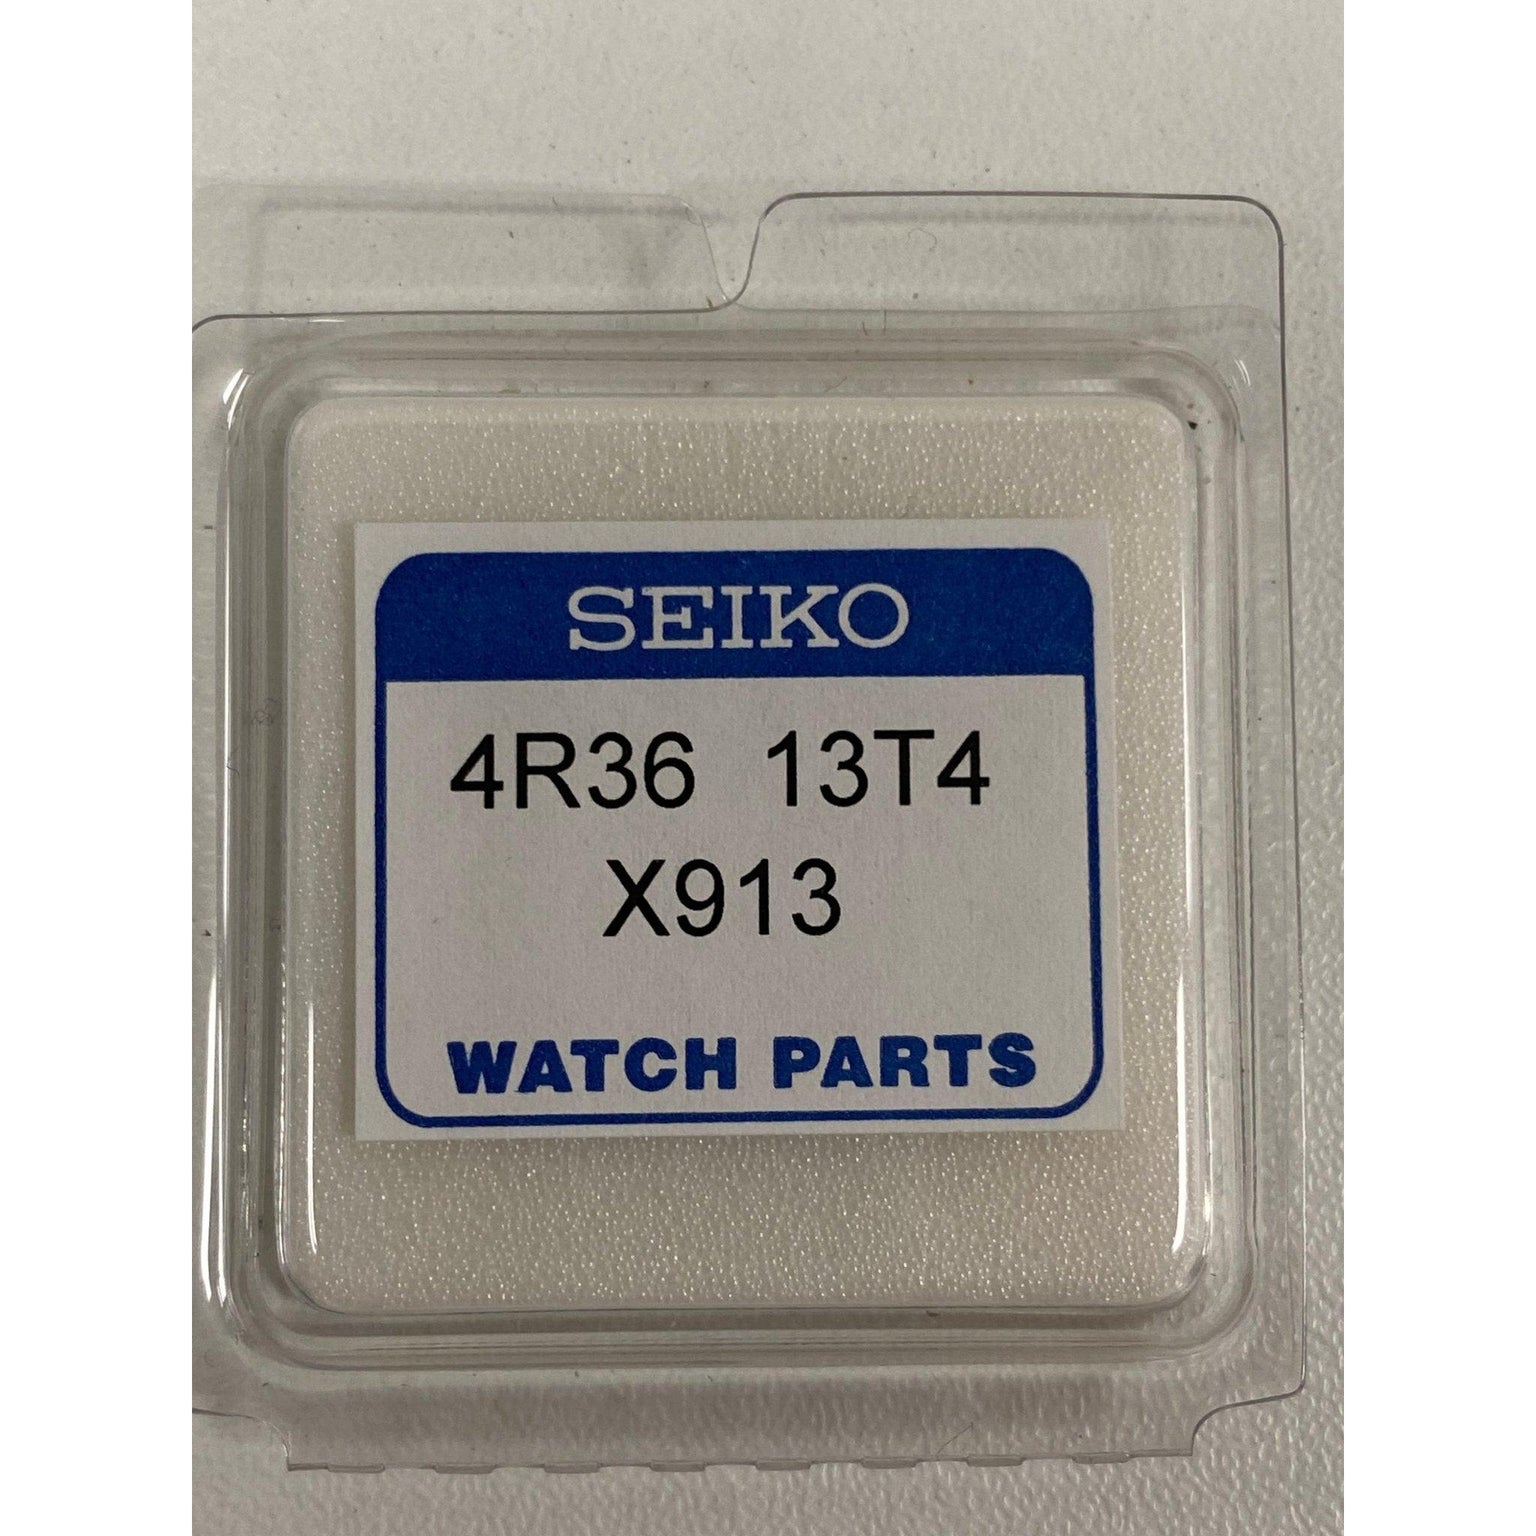 SEIKO
4R36 13T4
X913
WATCH PARTS